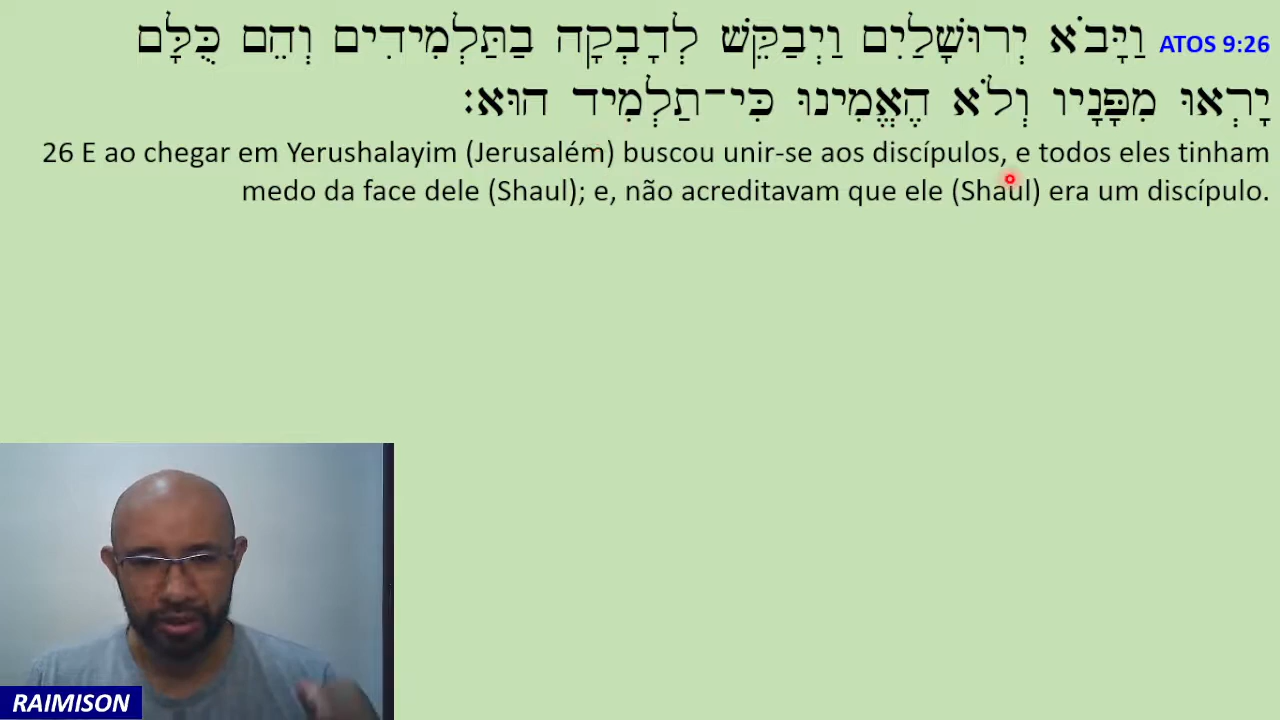 ATOS 9:26 וַיָּבֹא יְרוּשָׁלַיִם וַיְבַקֵּשׁ לְדָבְקָה בַתַּלְמִידִים וְהֵם כֻּלָּם
יָרְאוּ מִפָּנָיו וְלֹא הֶאֱמִינוּ כִּי־תַלְמִיד הוּא׃
26 E ao chegar em Yerushalayim (Jerusalém) buscou unir-se aos discípulos, e todos eles tinham
medo da face dele (Shaul); e, não acreditavam que ele (Shaul) era um discípulo.
RAIMISON